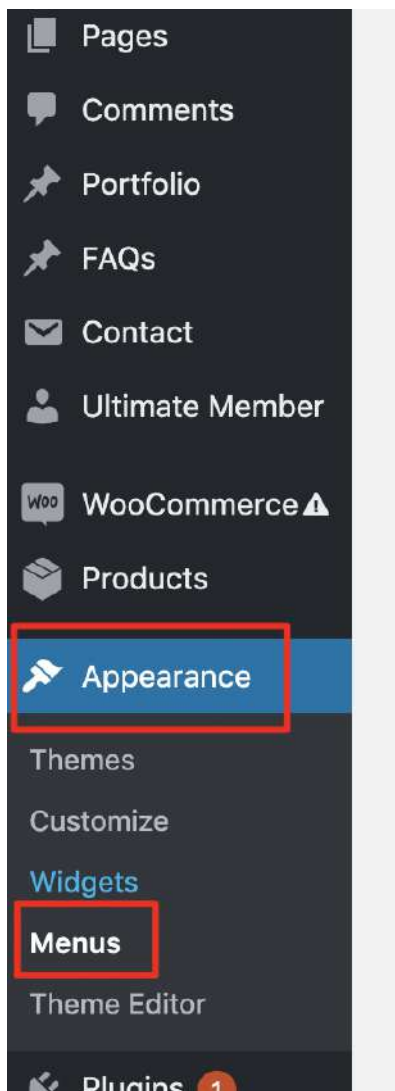 Pages
Comments
Portfolio
FAQs
Contact
Ultimate Member
Woo WooCommerce
Products
Appearance
Themes
Customize
Widgets
Menus
Theme Editor
Plugins 1